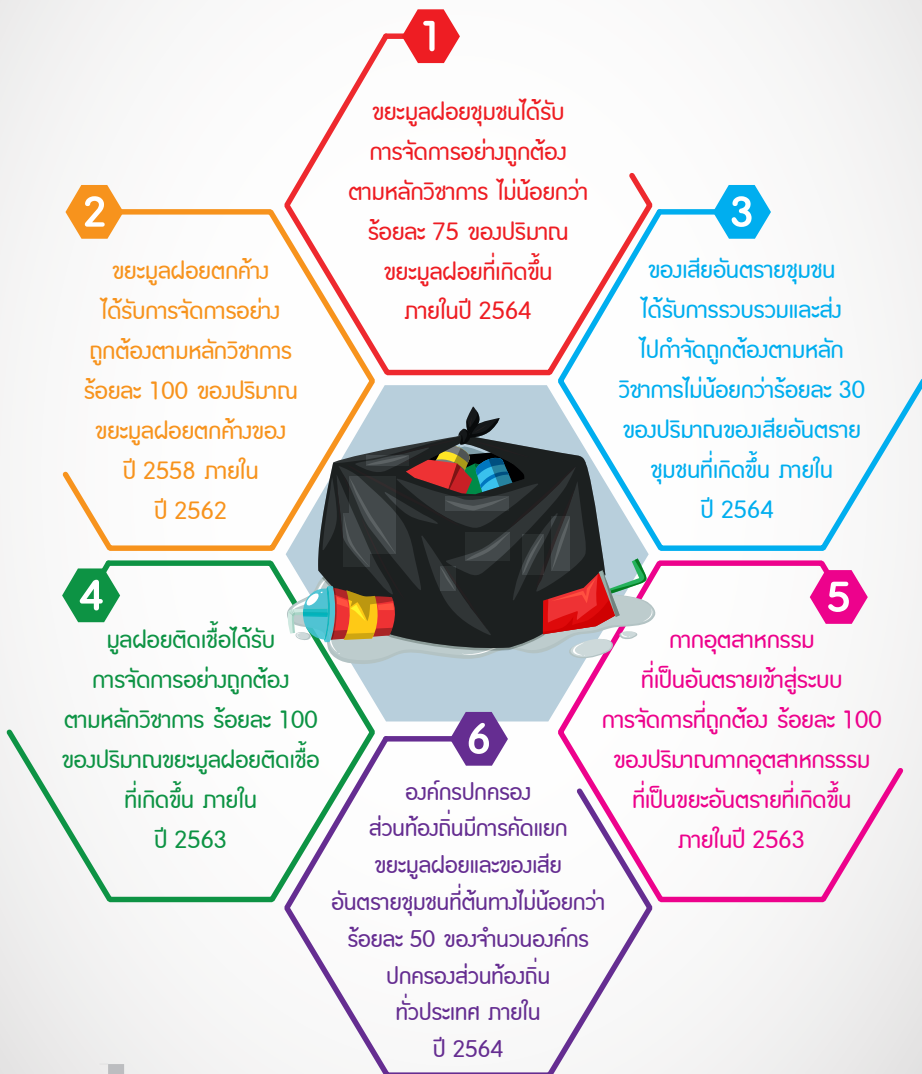 1
ขยะมูลฝอยชุมชนได้รับ
การจัดการอย่างถูกต้อง
ตามหลักวิชาการ ไม่น้อยกว่า
ร้อยละ 75 ของปริมาณ
ขยะมูลฝอยที่เกิดขึ้น
ภายในปี 2564
2
ขยะมูลฝอยตกค้าง
ได้รับการจัดการอย่าง
ถูกต้องตามหลักวิชาการ
ร้อยละ 100 ของปริมาณ
ขยะมูลฝอยตกค้างของ
ปี 2558 ภายใน
ปี 2562
3
ของเสียอันตรายชุมชน
ได้รับการรวบรวมและส่ง
ไปกำจัดถูกต้องตามหลัก
วิชาการไม่น้อยกว่าร้อยละ 30
ของปริมาณของเสียอันตราย
ชุมชนที่เกิดขึ้น ภายใน
ปี 2564
4
มูลฝอยติดเชื้อได้รับ
การจัดการอย่างถูกต้อง
ตามหลักวิชาการ ร้อยละ 100
ของปริมาณขยะมูลฝอยติดเชื้อ
ที่เกิดขึ้น ภายใน
ปี 2563
5
กากอุตสาหกรรม
ที่เป็นอันตรายเข้าสู่ระบบ
การจัดการที่ถูกต้อง ร้อยละ 100
ของปริมาณกากอุตสาหกรรรม
ที่เป็นขยะอันตรายที่เกิดขึ้น
ภายในปี 2563
6
องค์กรปกครอง
ส่วนท้องถิ่นมีการคัดแยก
ขยะมูลฝอยและของเสีย
อันตรายชุมชนที่ต้นทางไม่น้อยกว่า
ร้อยละ 50 ของจำนวนองค์กร
ปกครองส่วนท้องถิ่น
ทั่วประเทศ ภายใน
ปี 2564